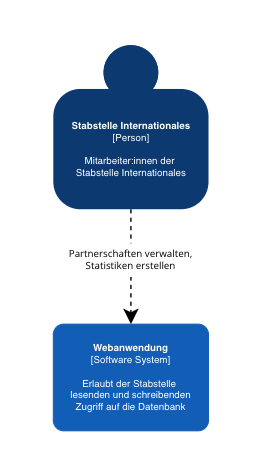 Stabstelle Internationales
[Person]
Mitarbeiter:innen der
Stabstelle Internationales
Partnerschaften verwalten,
Statistiken erstellen
Webanwendung
[Software System]
Erlaubt der Stabstelle
lesenden und schreibenden
Zugriff auf die Datenbank